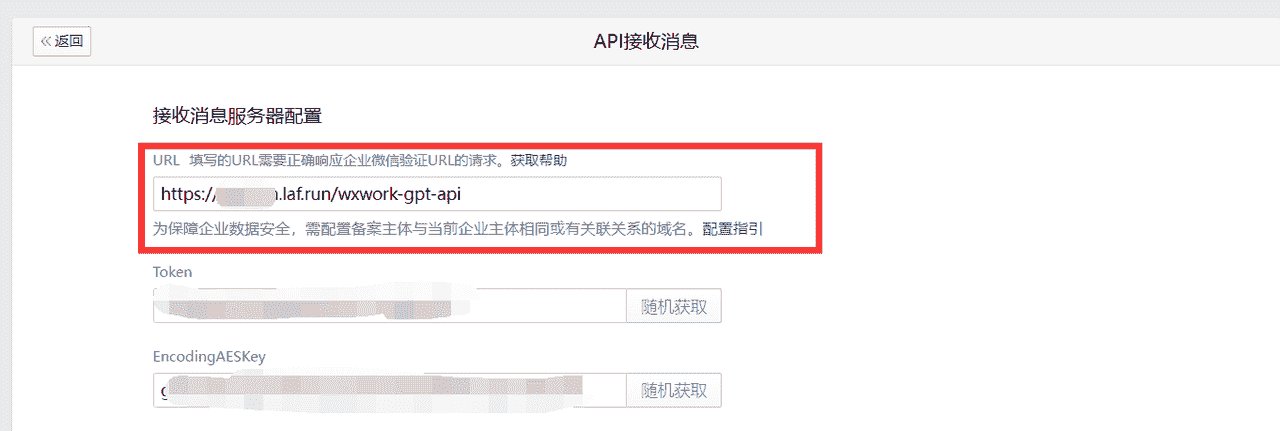 ≪ 返回
API接收消息
接收消息服务器配置
URL 填写的URL需要正确响应企业微信验证URL的请求。获取帮助
https:// .laf.run/wxwork-gpt-api
为保障企业数据安全，需配置备案主体与当前企业主体相同或有关联关系的域名。配置指引
Token
随机获取
EncodingAESKey
随机获取